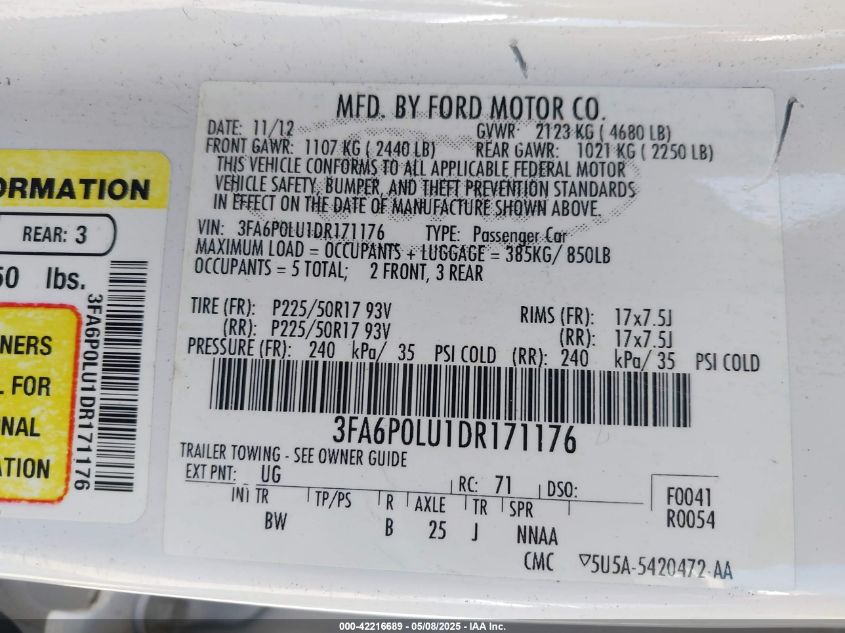 ORMATION
REAR: 3
50 lbs.
NERS
L FOR
NAL
TION
3FA6P0LU1DR171176
MFD. BY FORD MOTOR CO.
DATE: 11/12 GVWR: 2123 KG ( 4680 LB)
FRONT GAWR: 1107 KG ( 2440 LB) REAR GAWR: 1021 KG ( 2250 LB)
THIS VEHICLE CONFORMS TO ALL APPLICABLE FEDERAL MOTOR
VEHICLE SAFETY, BUMPER, AND THEFT PREVENTION STANDARDS
IN EFFECT ON THE DATE OF MANUFACTURE SHOWN ABOVE.
VIN: 3FA6P0LU1DR171176 TYPE: Passenger Car
MAXIMUM LOAD = OCCUPANTS + LUGGAGE = 385KG/ 850LB
OCCUPANTS = 5 TOTAL; 2 FRONT, 3 REAR
TIRE (FR): P225/50R17 93V RIMS (FR): 17x7.5J
(RR): P225/50R17 93V (RR): 17x7.5J
PRESSURE (FR): 240 kPa/ 35 PSI COLD (RR): 240 kPa/ 35 PSI COLD
3FA6P0LU1DR171176
TRAILER TOWING - SEE OWNER GUIDE
EXT PNT: UG RC: 71 DSO:
INT TR TP/PS R AXLE TR SPR F0041
BW B 25 J NNAA R0054
CMC ▽5U5A-5420472-AA
000-42216689 - 05/08/2025 - IAA Inc.